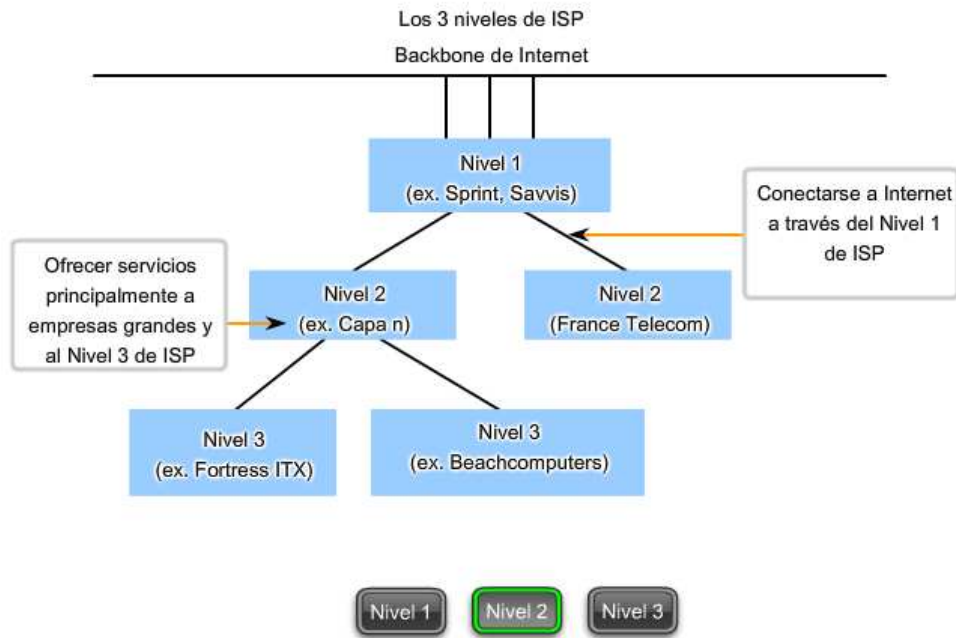 Los 3 niveles de ISP
Backbone de Internet
Nivel 1
(ex. Sprint, Savvis)
Conectarse a Internet
a través del Nivel 1
de ISP
Ofrecer servicios
principalmente a
empresas grandes y
al Nivel 3 de ISP
Nivel 2
(ex. Capa n)
Nivel 2
(France Telecom)
Nivel 3
(ex. Fortress ITX)
Nivel 3
(ex. Beachcomputers)
Nivel 1
Nivel 2
Nivel 3